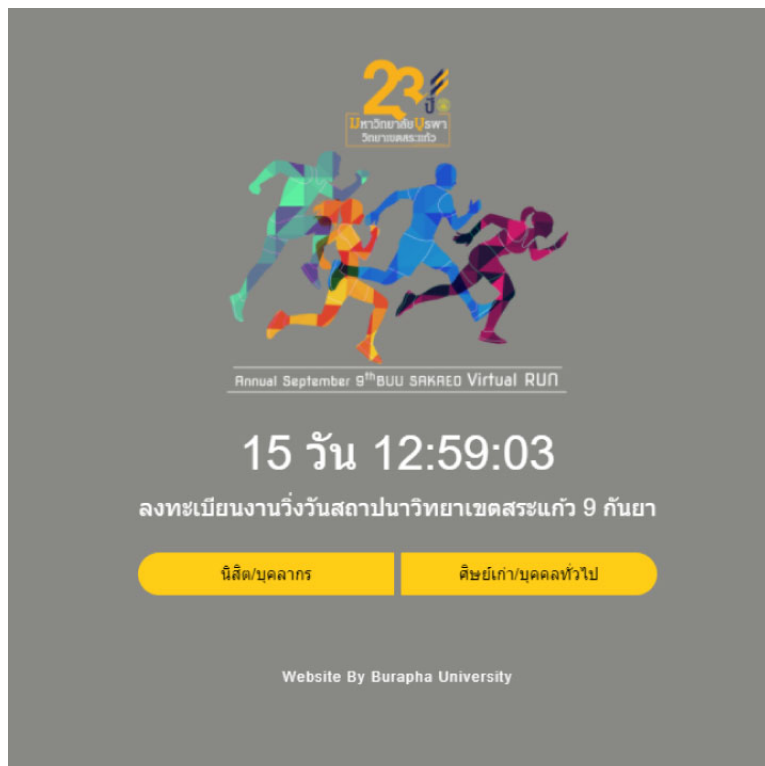 23 ปี
มหาวิทยาลัยบูรพา
วิทยาเขตสระแก้ว
Annual September 9th BUU SAKAEO Virtual RUN
15 วัน 12:59:03
ลงทะเบียนงานวิ่งวันสถาปนาวิทยาเขตสระแก้ว 9 กันยา
นิสิต/บุคลากร
ศิษย์เก่า/บุคคลทั่วไป
Website By Burapha University